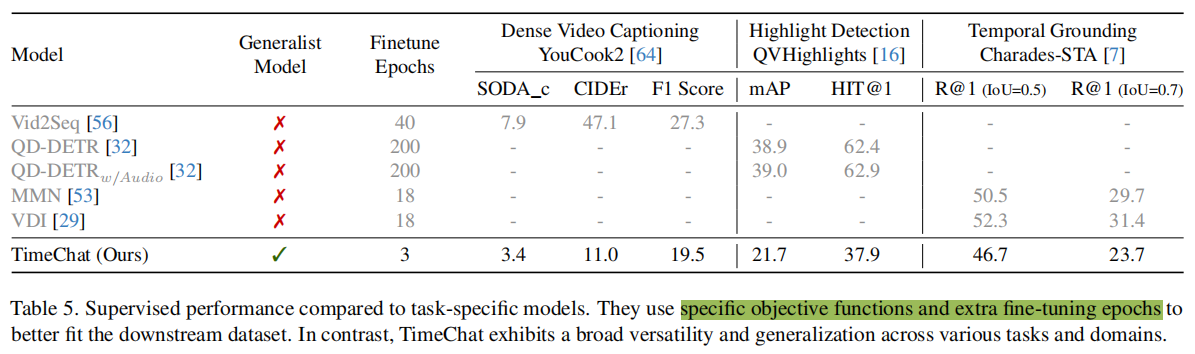 Model Generalist Model Finetune Epochs Dense Video Captioning YouCook2 [64] Highlight Detection QVHighlights [16] Temporal Grounding Charades-STA [7]
SODA_c CIDEr F1 Score mAP HIT@1 R@1 (IoU=0.5) R@1 (IoU=0.7)
Vid2Seq [56] ✗ 40 7.9 47.1 27.3 - - - -
QD-DETR [32] ✗ 200 - - - 38.9 62.4 - -
QD-DETRw/Audio [32] ✗ 200 - - - 39.0 62.9 - -
MMN [53] ✗ 18 - - - - - 50.5 29.7
VDI [29] ✗ 18 - - - - - 52.3 31.4
TimeChat (Ours) ✓ 3 3.4 11.0 19.5 21.7 37.9 46.7 23.7
Table 5. Supervised performance compared to task-specific models. They use specific objective functions and extra fine-tuning epochs to
better fit the downstream dataset. In contrast, TimeChat exhibits a broad versatility and generalization across various tasks and domains.